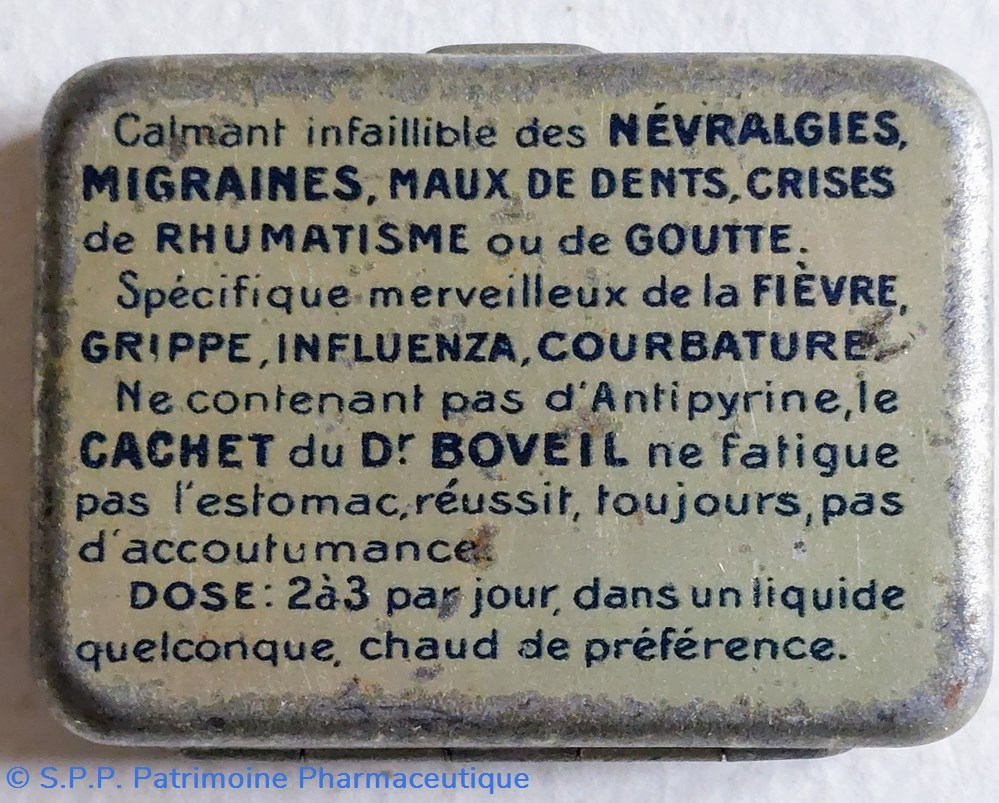 Calmant infaillible des NÉVRALGIES,
MIGRAINES, MAUX DE DENTS, CRISES
de RHUMATISME ou de GOUTTE.
Spécifique merveilleux de la FIÈVRE,
GRIPPE, INFLUENZA, COURBATURE.
Ne contenant pas d'Antipyrine, le
CACHET du Dr BOVEIL ne fatigue
pas l'estomac, réussit, toujours, pas
d'accoutumance.
DOSE: 2 à 3 par jour, dans un liquide
quelconque, chaud de préférence.
© S.P.P. Patrimoine Pharmaceutique